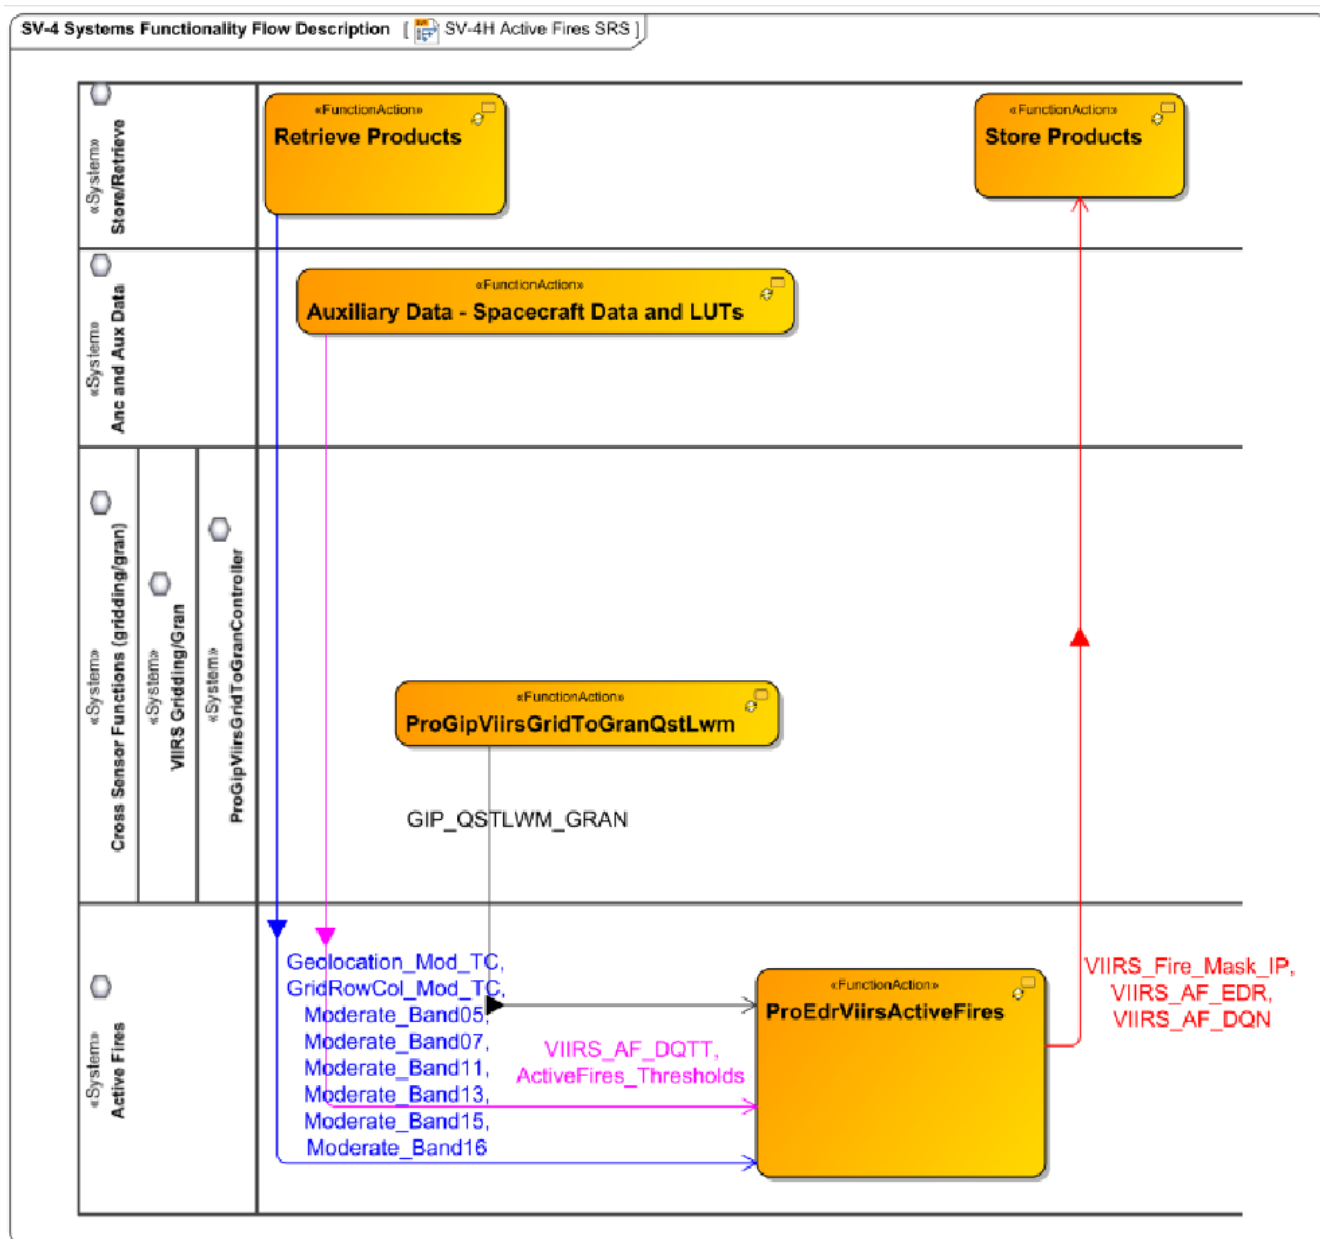 SV-4 Systems Functionality Flow Description [ SV-4H Active Fires SRS ]
«System»
Store/Retrieve
«FunctionAction»
Retrieve Products
«FunctionAction»
Store Products
«System»
Anc and Aux Data
«FunctionAction»
Auxiliary Data - Spacecraft Data and LUTs
«System»
Cross Sensor Functions (gridding/gran)
«System»
VIIRS Gridding/Gran
«System»
ProGipViirsGridToGranController
«FunctionAction»
ProGipViirsGridToGranQstLwm
GIP_QSTLWM_GRAN
«System»
Active Fires
Geolocation_Mod_TC,
GridRowCol_Mod_TC,
Moderate_Band05,
Moderate_Band07,
Moderate_Band11,
Moderate_Band13,
Moderate_Band15,
Moderate_Band16
VIIRS_AF_DQTT,
ActiveFires_Thresholds
«FunctionAction»
ProEdrViirsActiveFires
VIIRS_Fire_Mask_IP,
VIIRS_AF_EDR,
VIIRS_AF_DQN